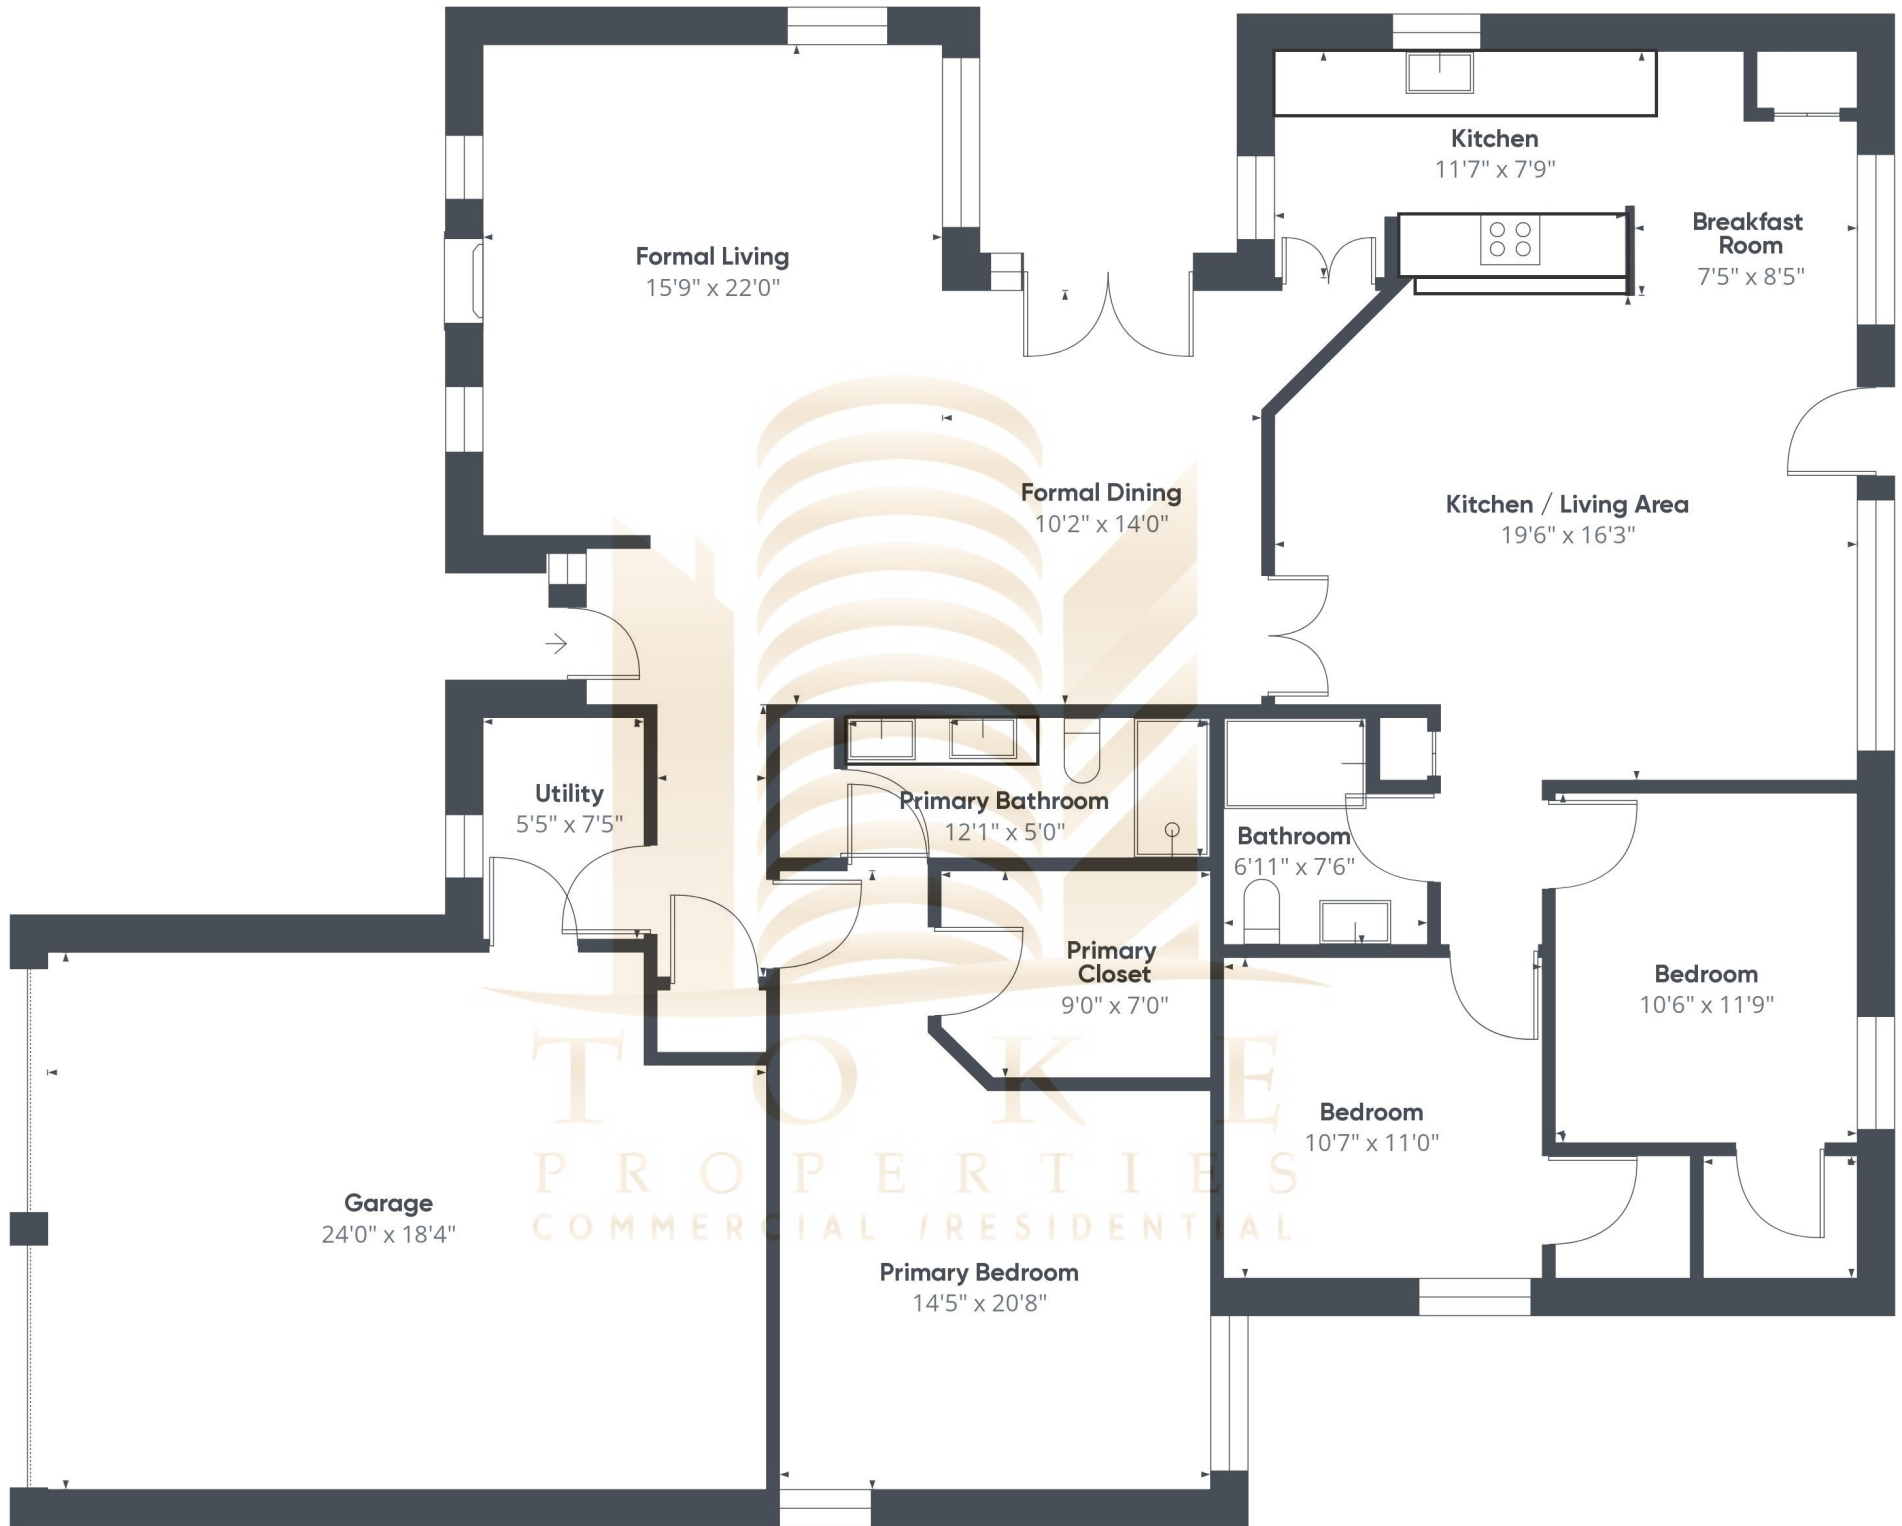 Kitchen
11'7" x 7'9"
Breakfast
Room
7'5" x 8'5"
Formal Living
15'9" x 22'0"
Formal Dining
10'2" x 14'0"
Kitchen / Living Area
19'6" x 16'3"
Utility
5'5" x 7'5"
Primary Bathroom
12'1" x 5'0"
Bathroom
6'11" x 7'6"
Primary
Closet
9'0" x 7'0"
Bedroom
10'6" x 11'9"
Bedroom
10'7" x 11'0"
Garage
24'0" x 18'4"
Primary Bedroom
14'5" x 20'8"
TOKE
PROPERTIES
COMMERCIAL /RESIDENTIAL